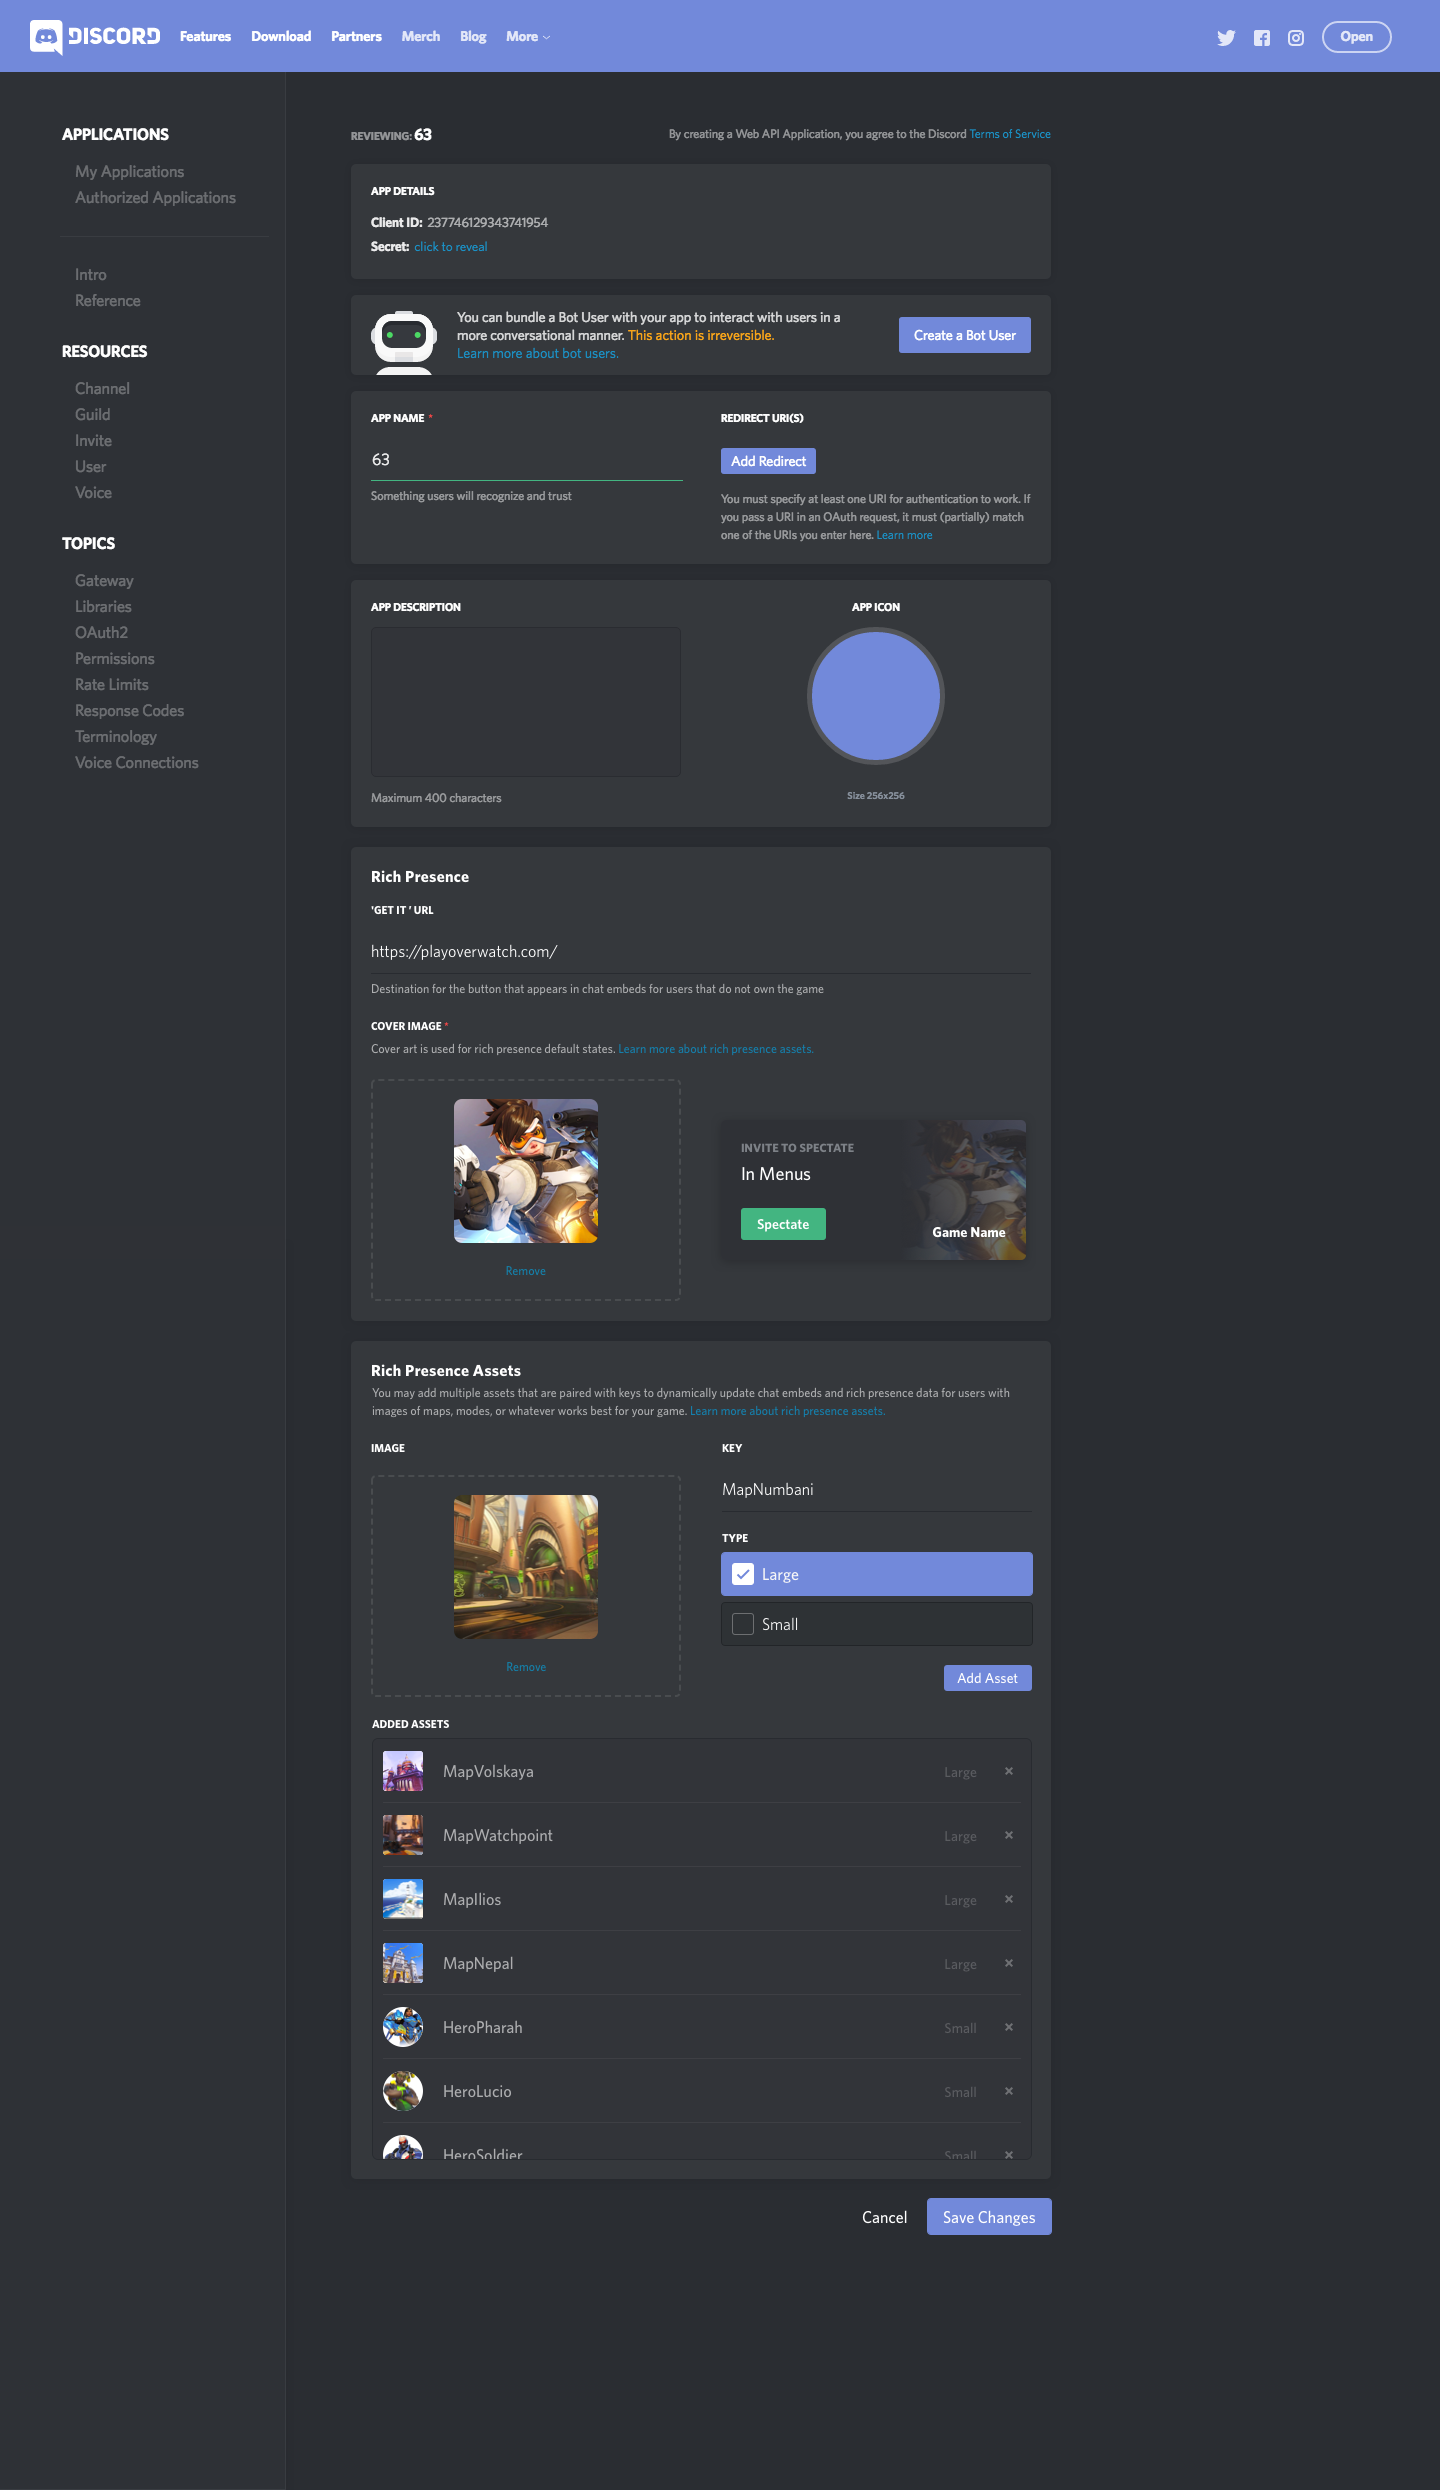 DISCORD Features Download Partners Merch Blog More Open
APPLICATIONS
My Applications
Authorized Applications
Intro
Reference
RESOURCES
Channel
Guild
Invite
User
Voice
TOPICS
Gateway
Libraries
OAuth2
Permissions
Rate Limits
Response Codes
Terminology
Voice Connections
REVIEWING: 63
By creating a Web API Application, you agree to the Discord Terms of Service
APP DETAILS
Client ID: 237746129343741954
Secret: click to reveal
You can bundle a Bot User with your app to interact with users in a
more conversational manner. This action is irreversible.
Learn more about bot users.
Create a Bot User
APP NAME *
63
Something users will recognize and trust
REDIRECT URI(S)
Add Redirect
You must specify at least one URI for authentication to work. If
you pass a URI in an OAuth request, it must (partially) match
one of the URIs you enter here. Learn more
APP DESCRIPTION
Maximum 400 characters
APP ICON
Size 256x256
Rich Presence
'GET IT ' URL
https://playoverwatch.com/
Destination for the button that appears in chat embeds for users that do not own the game
COVER IMAGE *
Cover art is used for rich presence default states. Learn more about rich presence assets.
Remove
INVITE TO SPECTATE
In Menus
Spectate
Game Name
Rich Presence Assets
You may add multiple assets that are paired with keys to dynamically update chat embeds and rich presence data for users with
images of maps, modes, or whatever works best for your game. Learn more about rich presence assets.
IMAGE
Remove
KEY
MapNumbani
TYPE
Large
Small
Add Asset
ADDED ASSETS
MapVolskaya Large ×
MapWatchpoint Large ×
MapIlios Large ×
MapNepal Large ×
HeroPharah Small ×
HeroLucio Small ×
HeroSoldier Small ×
Cancel Save Changes